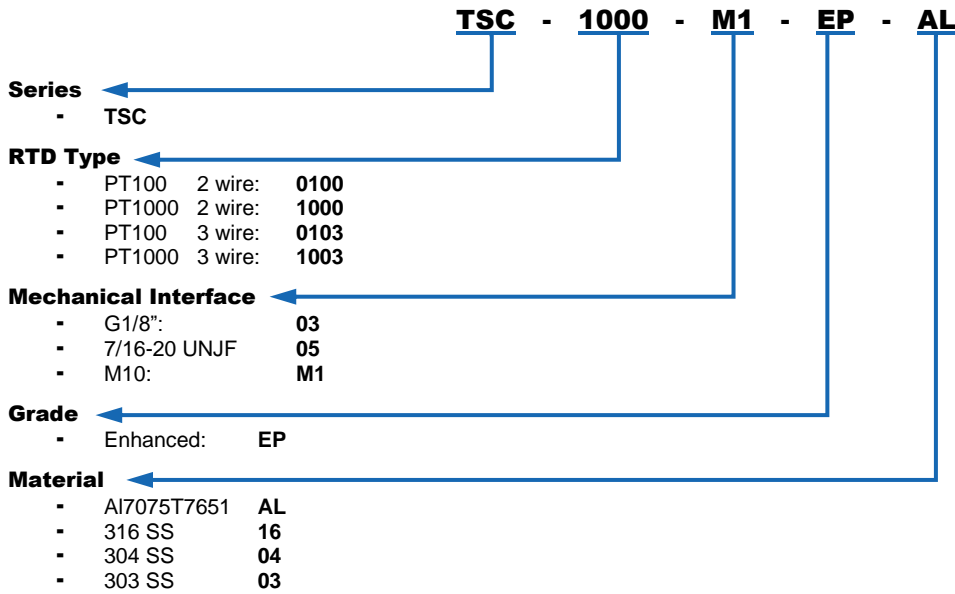 TSC - 1000 - M1 - EP - AL
Series
- TSC
RTD Type
- PT100 2 wire: 0100
- PT1000 2 wire: 1000
- PT100 3 wire: 0103
- PT1000 3 wire: 1003
Mechanical Interface
- G1/8”: 03
- 7/16-20 UNJF 05
- M10: M1
Grade
- Enhanced: EP
Material
- Al7075T7651 AL
- 316 SS 16
- 304 SS 04
- 303 SS 03